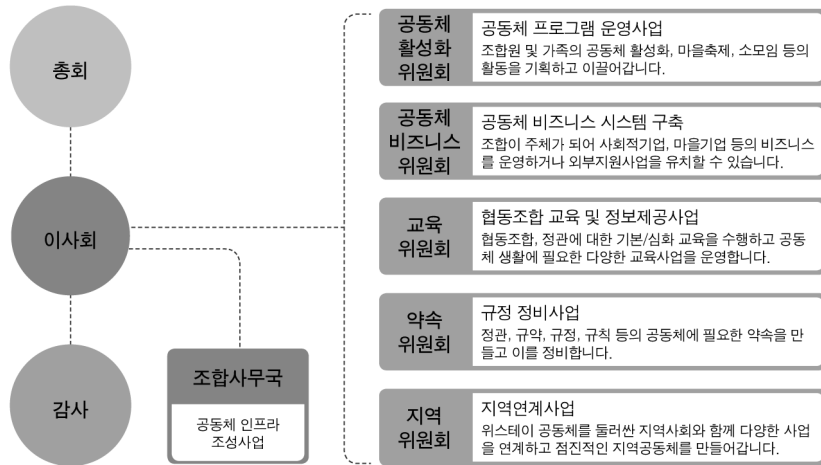 총회
이사회
감사
조합사무국
공동체 인프라
조성사업
공동체
활성화
위원회
공동체 프로그램 운영사업
조합원 및 가족의 공동체 활성화, 마을축제, 소모임 등의
활동을 기획하고 이끌어갑니다.
공동체
비즈니스
위원회
공동체 비즈니스 시스템 구축
조합이 주체가 되어 사회적기업, 마을기업 등의 비즈니스
를 운영하거나 외부지원사업을 유치할 수 있습니다.
교육
위원회
협동조합 교육 및 정보제공사업
협동조합, 정관에 대한 기본/심화 교육을 수행하고 공동
체 생활에 필요한 다양한 교육사업을 운영합니다.
약속
위원회
규정 정비사업
정관, 규약, 규정, 규칙 등의 공동체에 필요한 약속을 만
들고 이를 정비합니다.
지역
위원회
지역연계사업
위스테이 공동체를 둘러싼 지역사회와 함께 다양한 사업
을 연계하고 점진적인 지역공동체를 만들어갑니다.